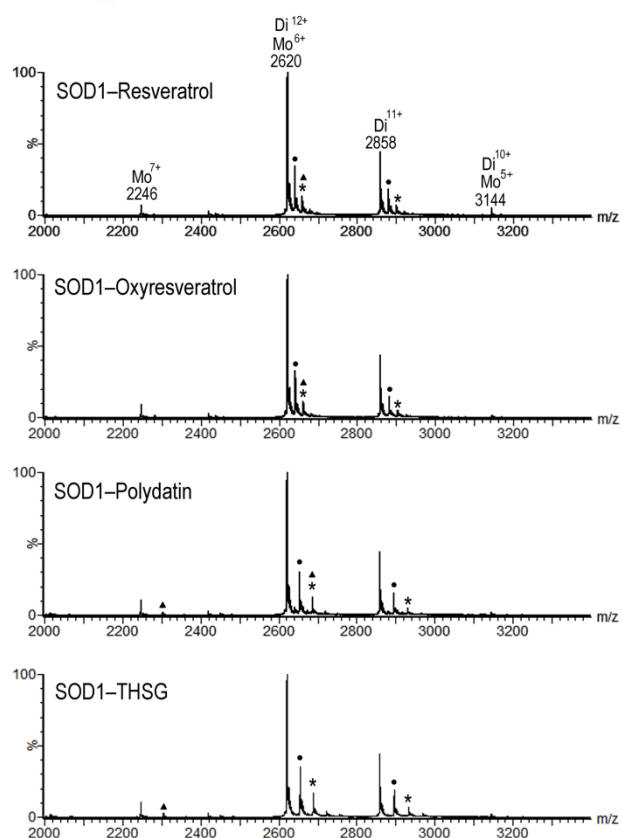 Di 12+
Mo 6+
2620
100
SOD1–Resveratrol
%
0
Mo 7+
2246
Di 11+
2858
Di 10+
Mo 5+
3144
• ▲ * • *
2000 2200 2400 2600 2800 3000 3200 m/z
100
SOD1–Oxyresveratrol
%
0
• ▲ * • *
2000 2200 2400 2600 2800 3000 3200 m/z
100
SOD1–Polydatin
%
0
▲ • ▲ * • *
2000 2200 2400 2600 2800 3000 3200 m/z
100
SOD1–THSG
%
0
▲ • * • *
2000 2200 2400 2600 2800 3000 3200 m/z